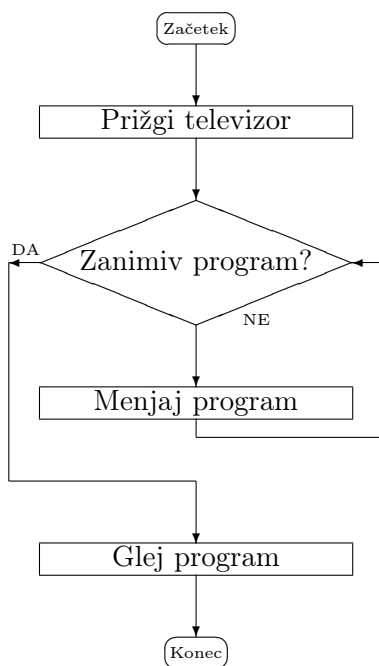 Začetek
Prižgi televizor
DA
Zanimiv program?
NE
Menjaj program
Glej program
Konec